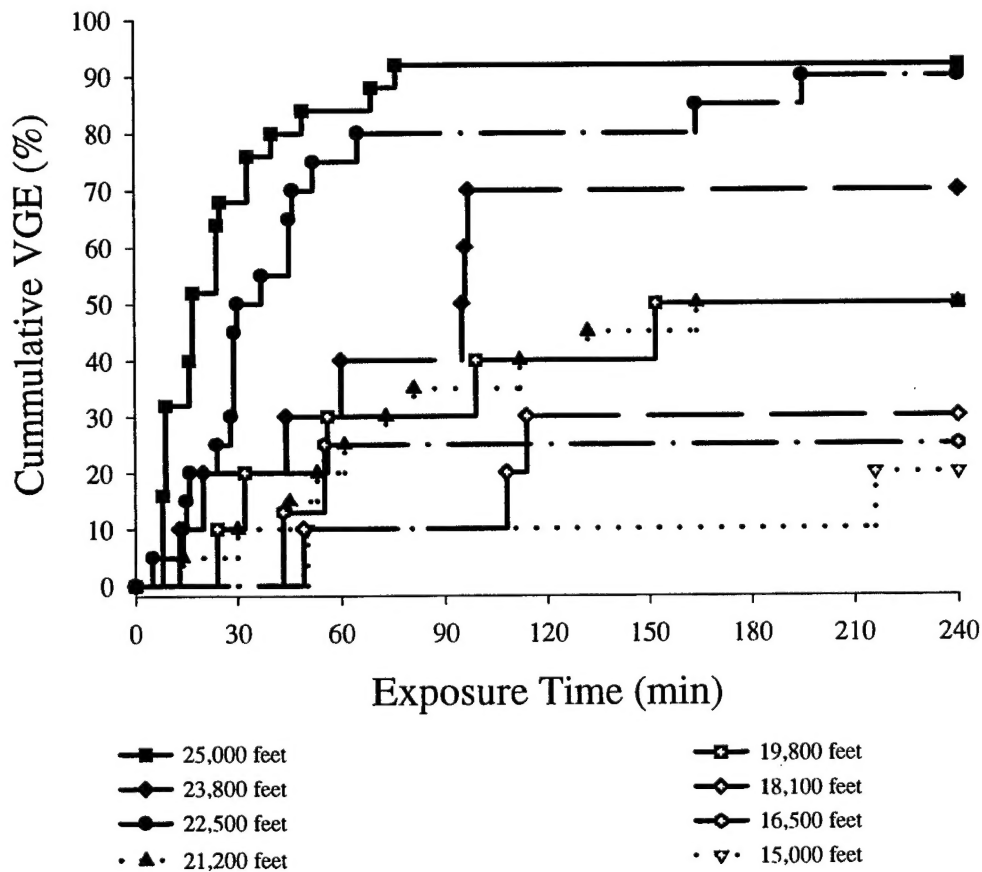 Cummulative VGE (%)
100
90
80
70
60
50
40
30
20
10
0
0 30 60 90 120 150 180 210 240
Exposure Time (min)
25,000 feet
23,800 feet
22,500 feet
21,200 feet
19,800 feet
18,100 feet
16,500 feet
15,000 feet